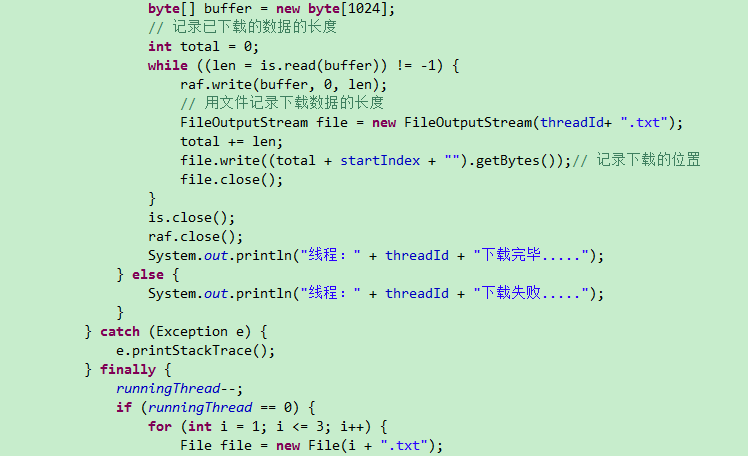 byte[] buffer = new byte[1024];
// 记录已下载的数据的长度
int total = 0;
while ((len = is.read(buffer)) != -1) {
raf.write(buffer, 0, len);
// 用文件记录下载数据的长度
FileOutputStream file = new FileOutputStream(threadId+ ".txt");
total += len;
file.write((total + startIndex + "").getBytes());// 记录下载的位置
file.close();
}
is.close();
raf.close();
System.out.println("线程：" + threadId + "下载完毕.....");
} else {
System.out.println("线程：" + threadId + "下载失败.....");
}
} catch (Exception e) {
e.printStackTrace();
} finally {
runningThread--;
if (runningThread == 0) {
for (int i = 1; i <= 3; i++) {
File file = new File(i + ".txt");